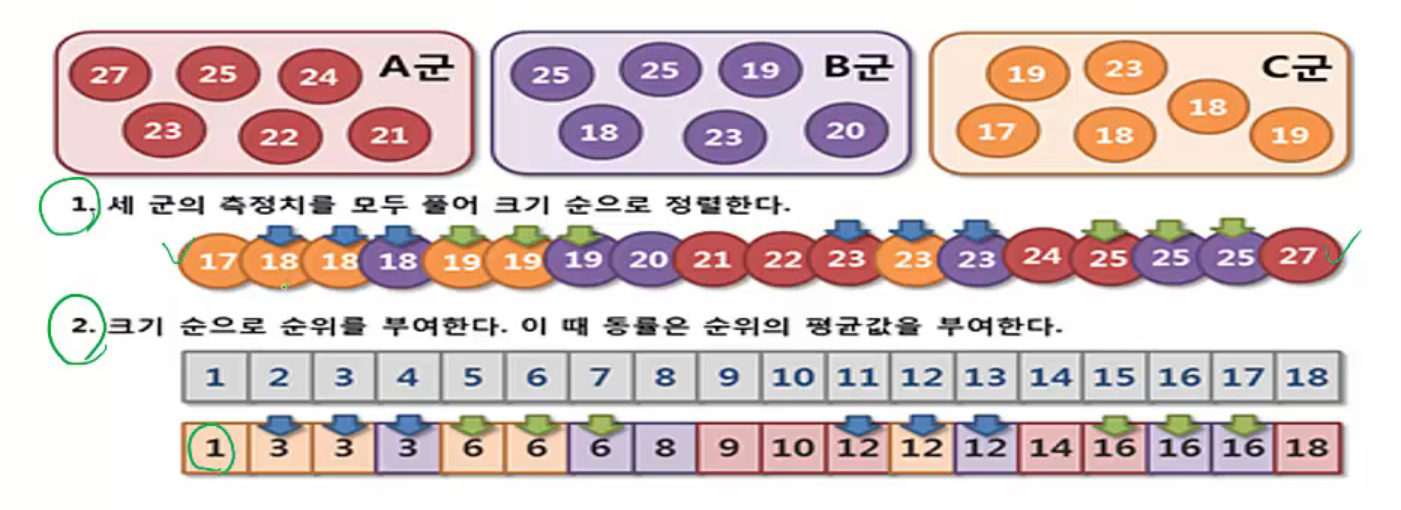 27 25 24 A군
23 22 21
25 25 19 B군
18 23 20
19 23 C군
17 18 18 19
1. 세 군의 측정치를 모두 풀어 크기 순으로 정렬한다.
17 18 18 18 19 19 19 20 21 22 23 23 23 24 25 25 25 27
2. 크기 순으로 순위를 부여한다. 이 때 동률은 순위의 평균값을 부여한다.
1 2 3 4 5 6 7 8 9 10 11 12 13 14 15 16 17 18
1 3 3 3 6 6 6 8 9 10 12 12 12 14 16 16 16 18